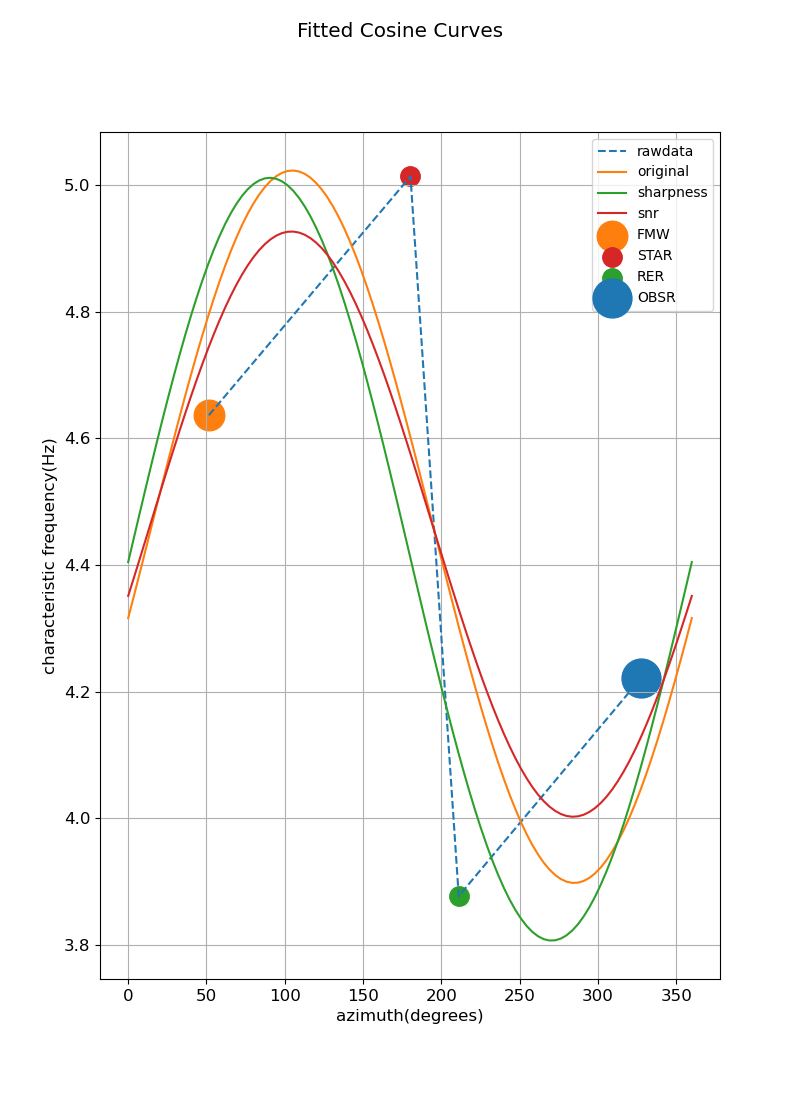 Fitted Cosine Curves
rawdata
original
sharpness
snr
FMW
STAR
RER
OBSR
characteristic frequency(Hz)
5.0
4.8
4.6
4.4
4.2
4.0
3.8
0 50 100 150 200 250 300 350
azimuth(degrees)